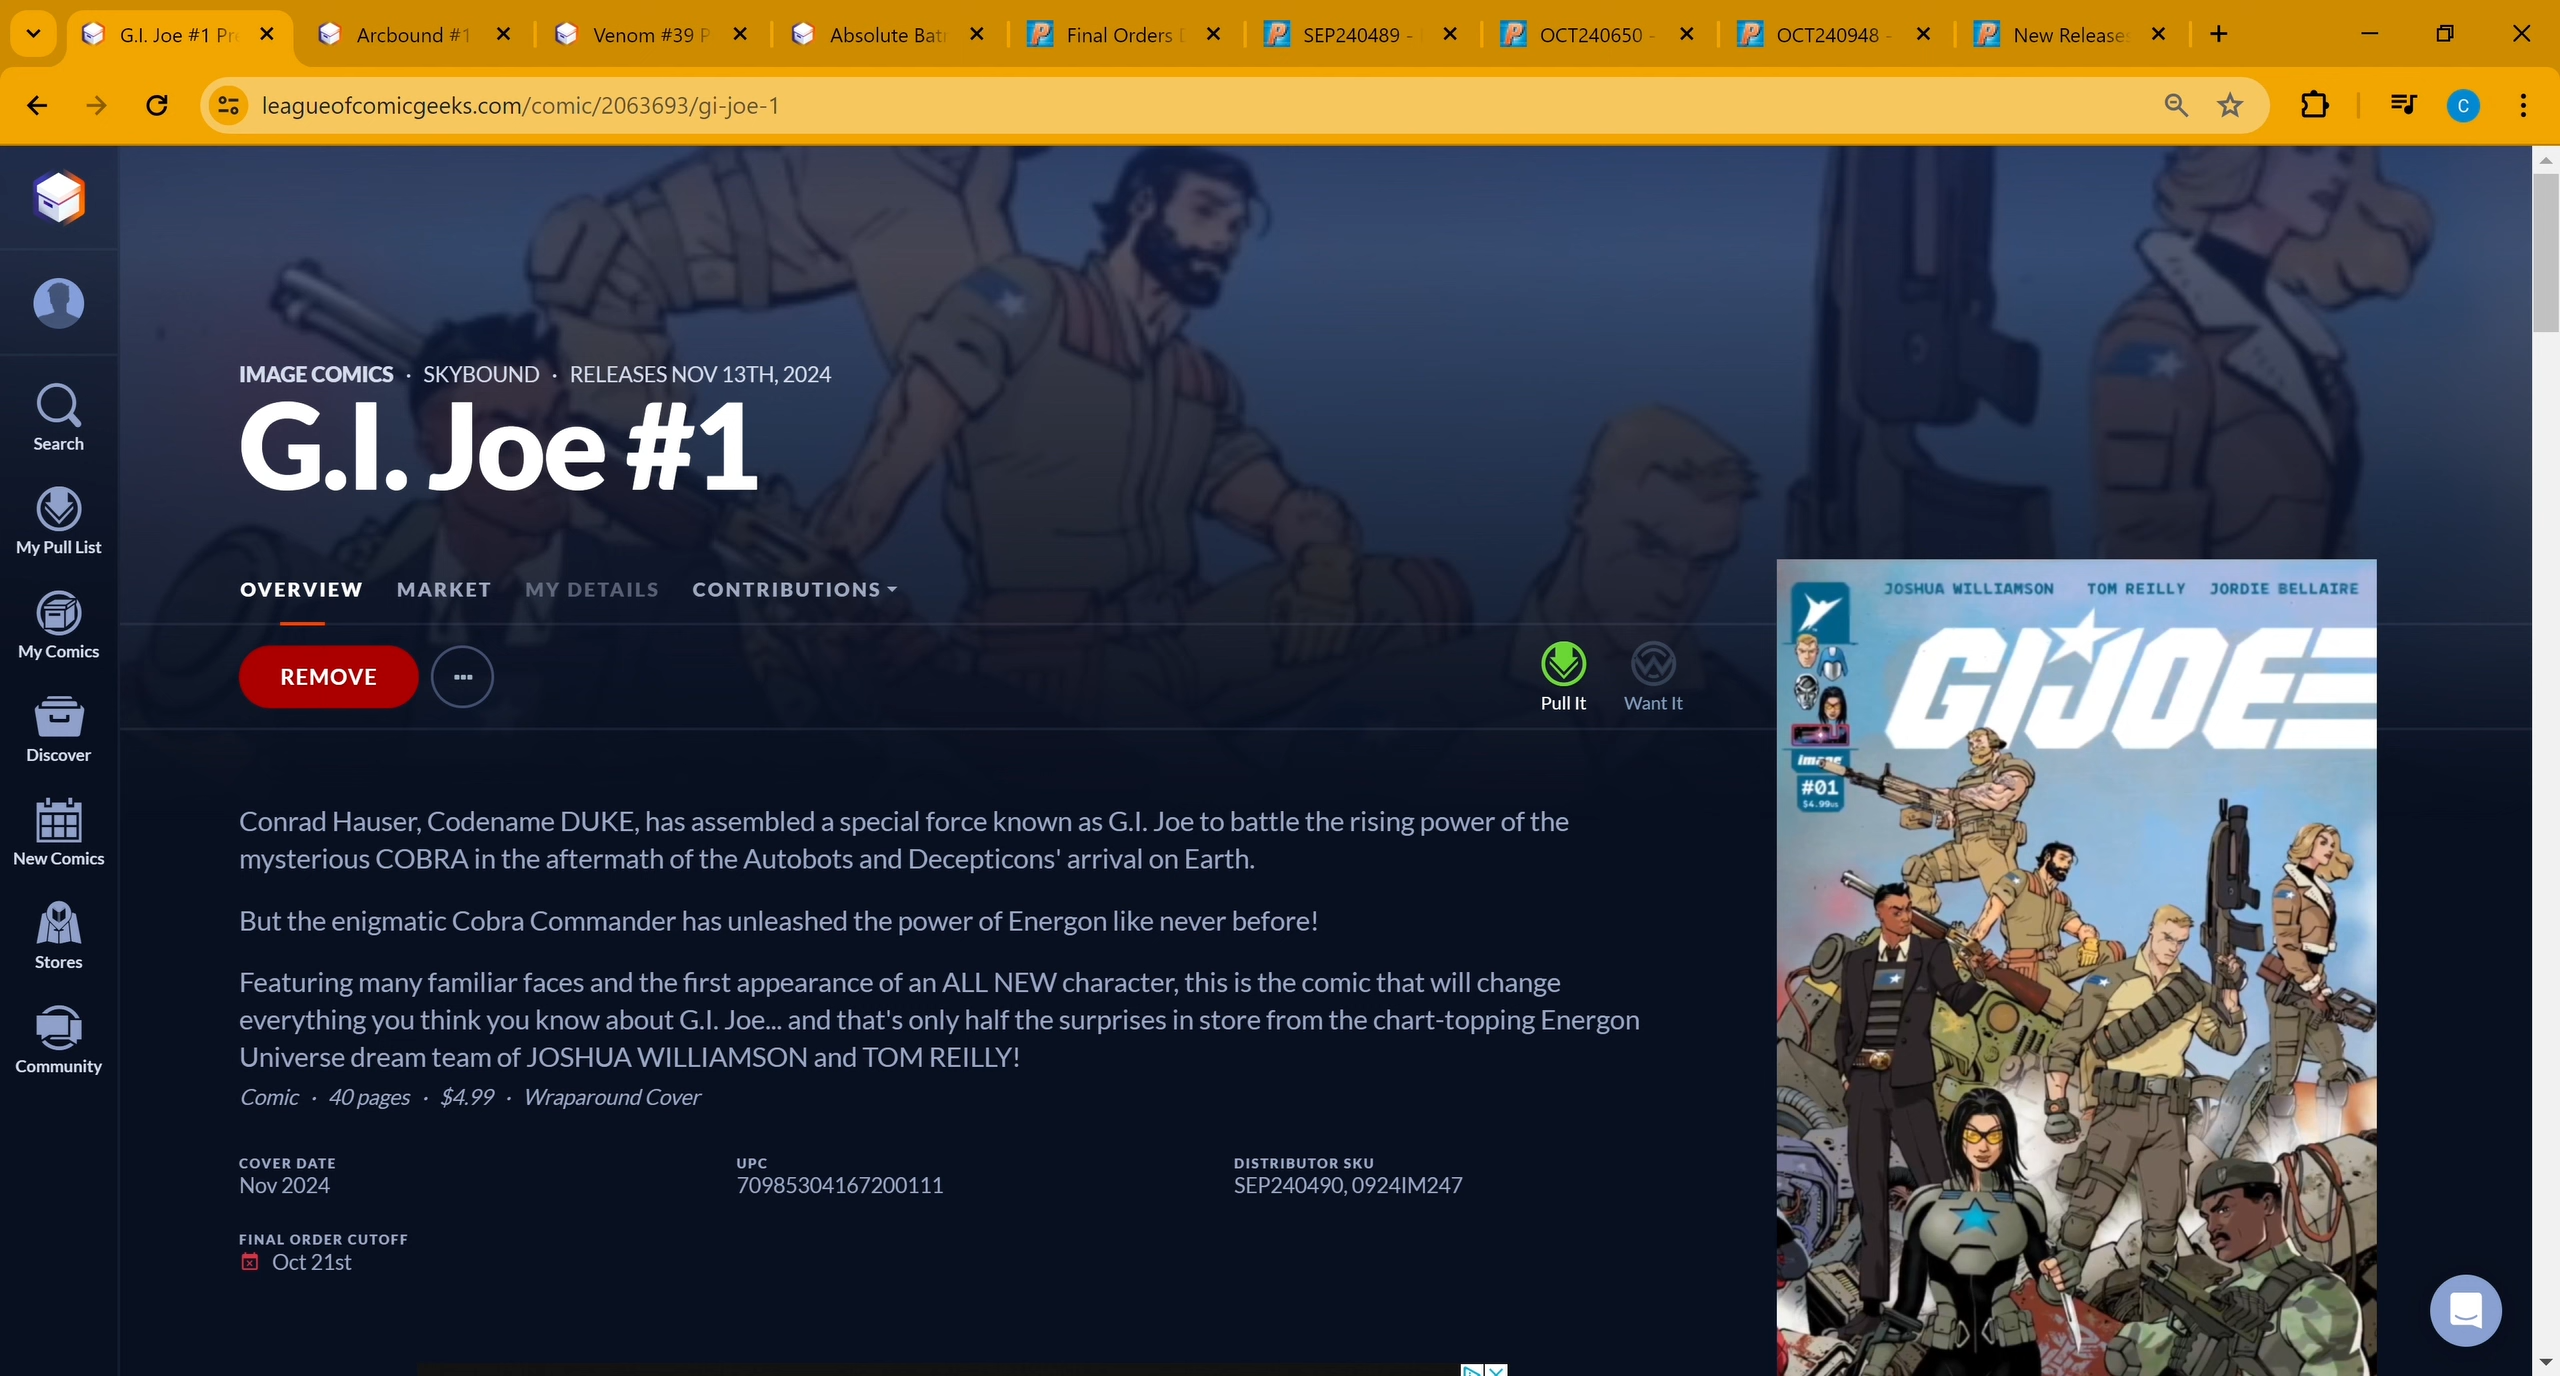 G.I. Joe #1 Pre
Arcbound #1
Venom #39 P
Absolute Bat
Final Orders D
SEP240489 -
OCT240650 -
OCT240948 -
New Release
leagueofcomicgeeks.com/comic/2063693/gi-joe-1
C
Search
My Pull List
My Comics
Discover
New Comics
Stores
Community
IMAGE COMICS · SKYBOUND · RELEASES NOV 13TH, 2024
G.I. Joe #1
OVERVIEW MARKET MY DETAILS CONTRIBUTIONS
REMOVE
Pull It
Want It
Conrad Hauser, Codename DUKE, has assembled a special force known as G.I. Joe to battle the rising power of the
mysterious COBRA in the aftermath of the Autobots and Decepticons' arrival on Earth.
But the enigmatic Cobra Commander has unleashed the power of Energon like never before!
Featuring many familiar faces and the first appearance of an ALL NEW character, this is the comic that will change
everything you think you know about G.I. Joe... and that's only half the surprises in store from the chart-topping Energon
Universe dream team of JOSHUA WILLIAMSON and TOM REILLY!
Comic · 40 pages · $4.99 · Wraparound Cover
COVER DATE
Nov 2024
UPC
70985304167200111
DISTRIBUTOR SKU
SEP240490, 0924IM247
FINAL ORDER CUTOFF
Oct 21st
JOSHUA WILLIAMSON TOM REILLY JORDIE BELLAIRE
GIJOE
image
#01
$4.99US